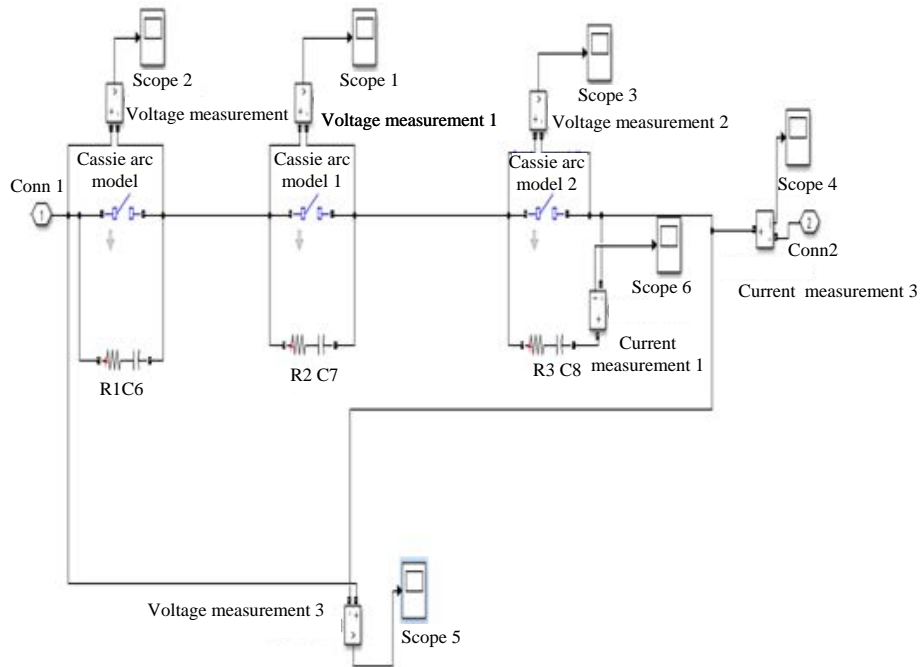 Scope 2
Scope 1
Scope 3
Voltage measurement
Voltage measurement 1
Voltage measurement 2
Cassie arc
model
Cassie arc
model 1
Cassie arc
model 2
Scope 4
Conn 1
1
2
Conn2
Scope 6
Current measurement 3
Current
measurement 1
R1C6
R2 C7
R3 C8
Voltage measurement 3
Scope 5